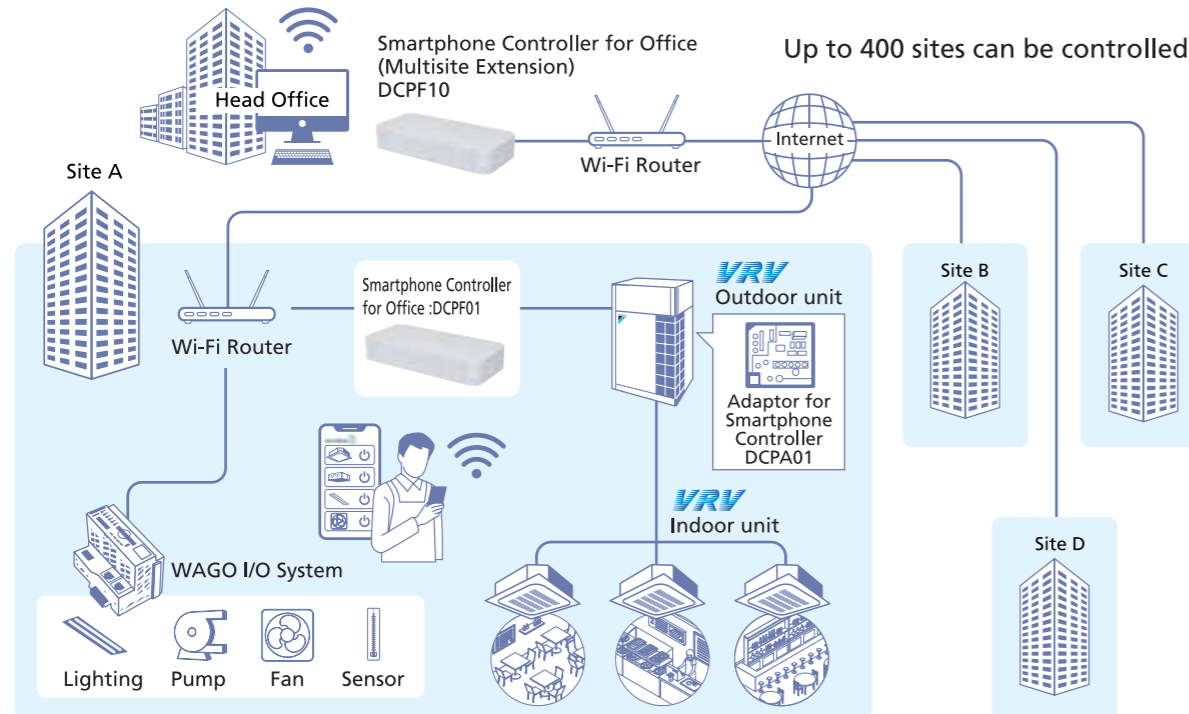 Smartphone Controller for Office
(Multisite Extension)
DCPF10
Up to 400 sites can be controlled
Head Office
Wi-Fi Router
Internet
Site A
Smartphone Controller
for Office :DCPF01
Wi-Fi Router
VRV
Outdoor unit
Adaptor for
Smartphone
Controller
DCPA01
Site B
Site C
VRV
Indoor unit
Site D
WAGO I/O System
Lighting
Pump
Fan
Sensor